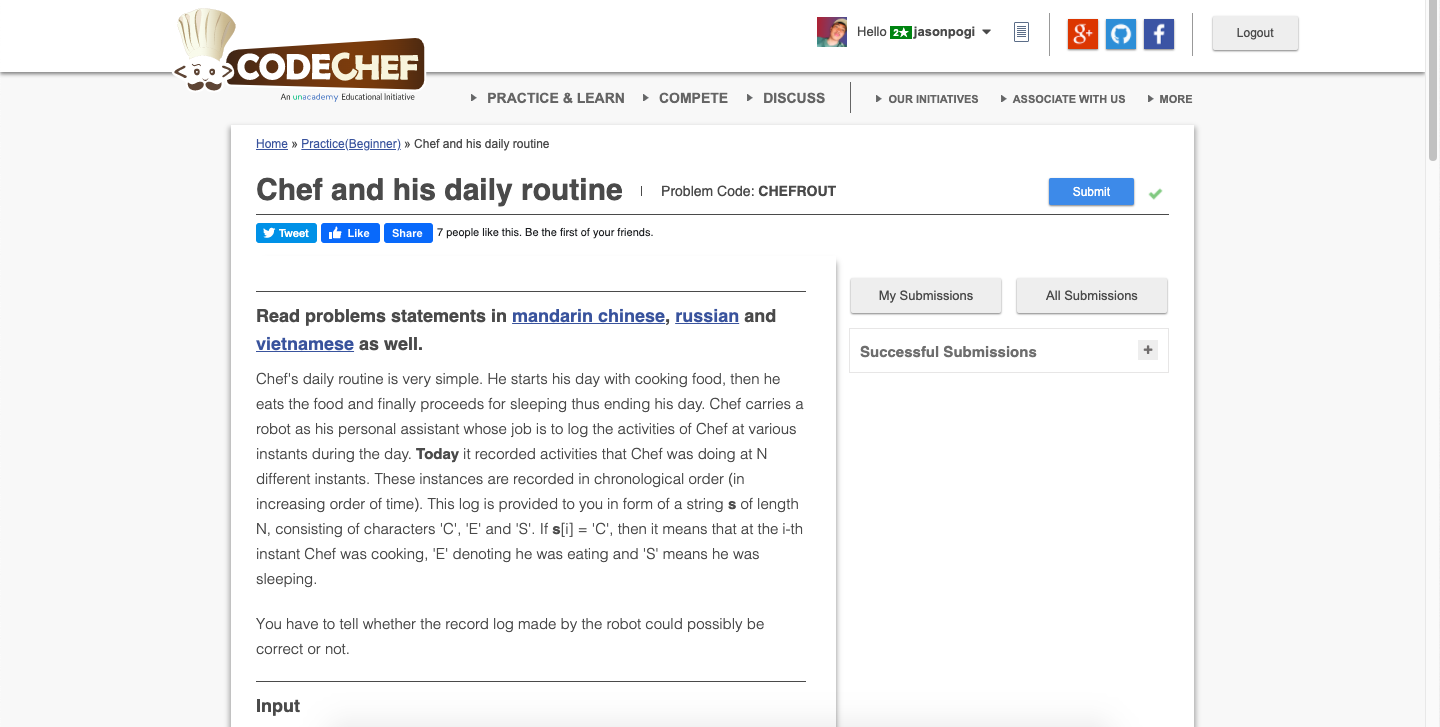 Hello 2★ jasonpogi
Logout
CODECHEF
An unacademy Educational Initiative
PRACTICE & LEARN
COMPETE
DISCUSS
OUR INITIATIVES
ASSOCIATE WITH US
MORE
Home » Practice(Beginner) » Chef and his daily routine
Chef and his daily routine
Problem Code: CHEFROUT
Submit
Tweet
Like
Share
7 people like this. Be the first of your friends.
My Submissions
All Submissions
Successful Submissions
+
Read problems statements in mandarin chinese, russian and
vietnamese as well.
Chef's daily routine is very simple. He starts his day with cooking food, then he
eats the food and finally proceeds for sleeping thus ending his day. Chef carries a
robot as his personal assistant whose job is to log the activities of Chef at various
instants during the day. Today it recorded activities that Chef was doing at N
different instants. These instances are recorded in chronological order (in
increasing order of time). This log is provided to you in form of a string s of length
N, consisting of characters 'C', 'E' and 'S'. If s[i] = 'C', then it means that at the i-th
instant Chef was cooking, 'E' denoting he was eating and 'S' means he was
sleeping.
You have to tell whether the record log made by the robot could possibly be
correct or not.
Input